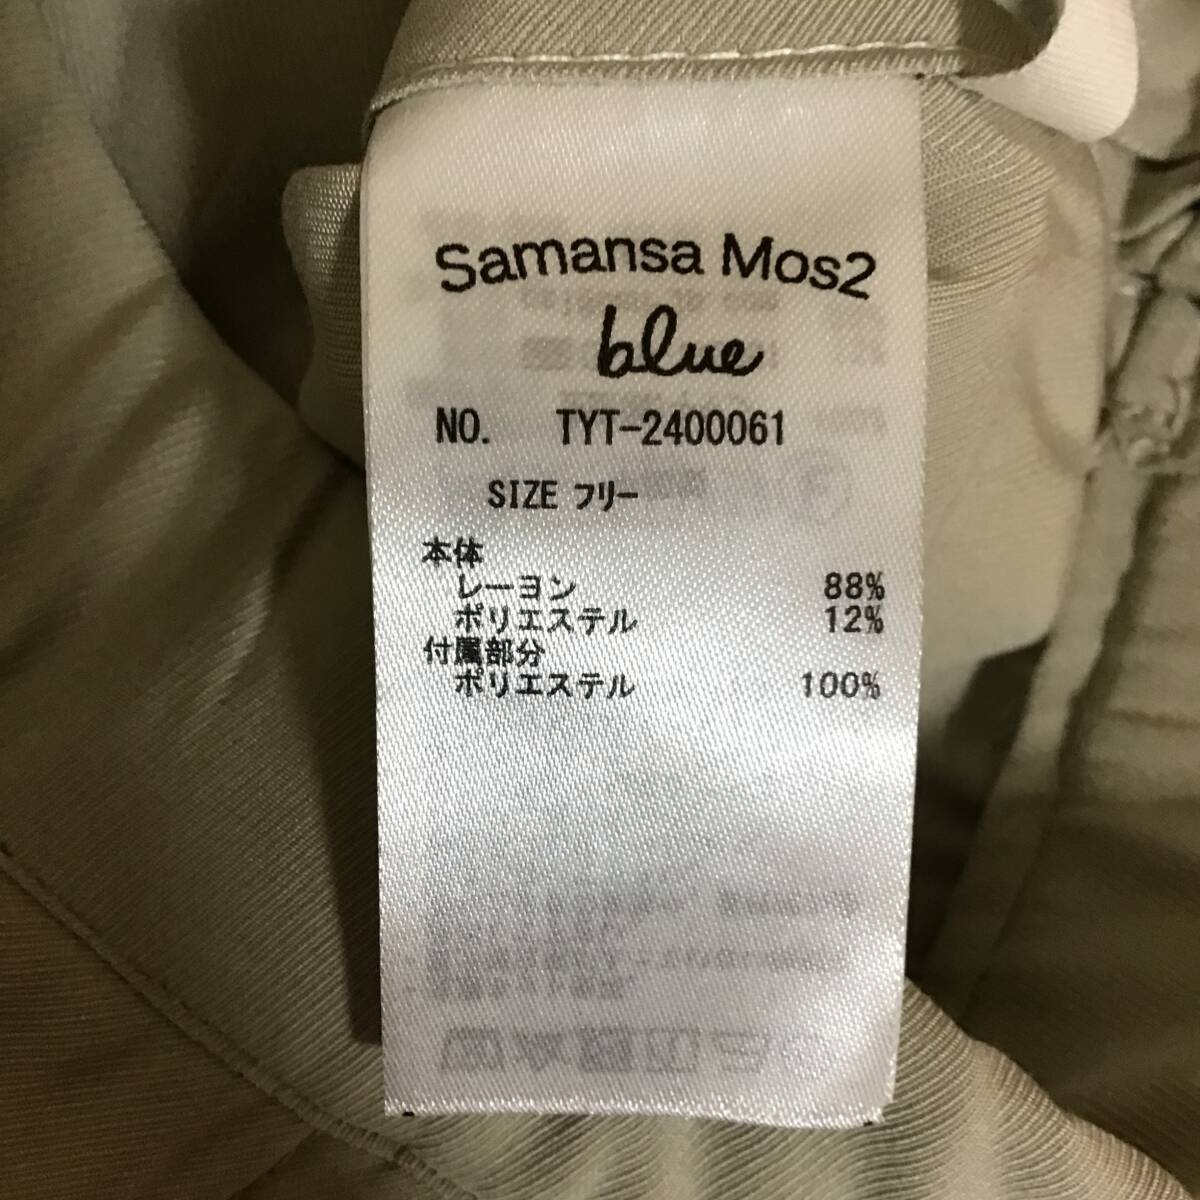 Samansa Mos2
blue
NO. TYT-2400061
SIZE フリー
本体
レーヨン 88%
ポリエステル 12%
付属部分
ポリエステル 100%